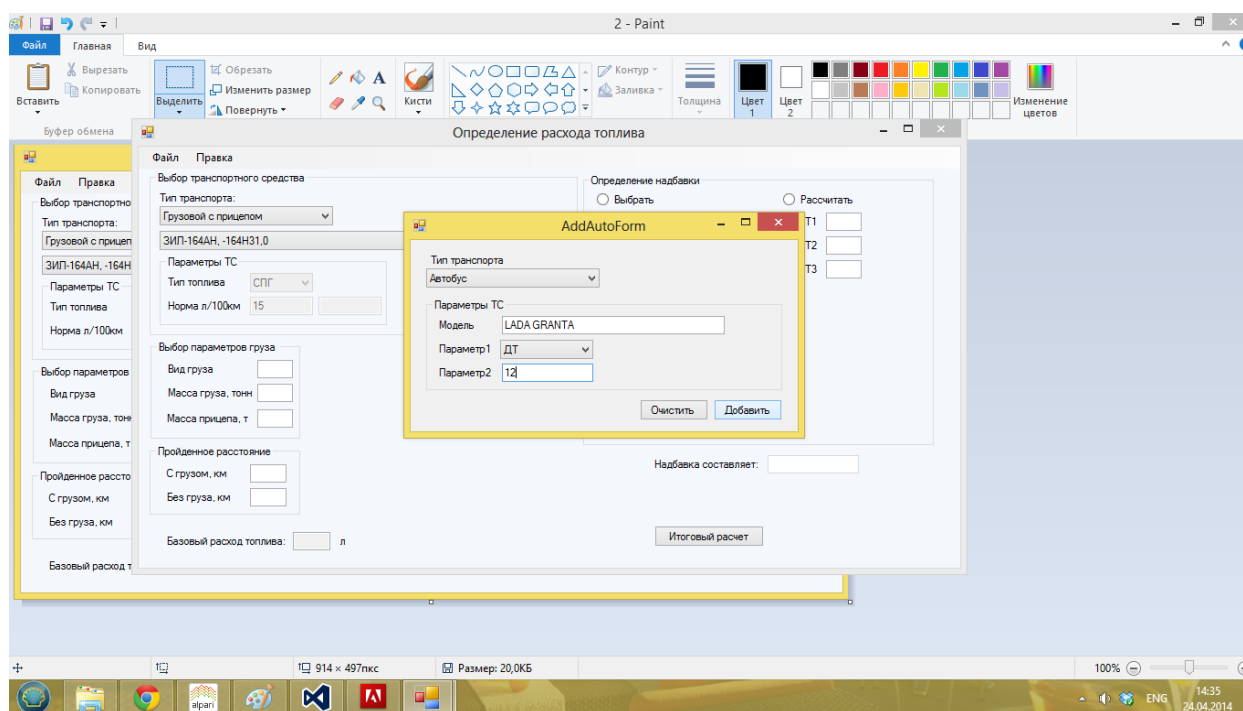 2 - Paint
Файл Главная Вид
Вставить
Вырезать
Копировать
Буфер обмена
Выделить
Обрезать
Изменить размер
Повернуть
A
Кисти
Контур
Заливка
Толщина
Цвет 1
Цвет 2
Изменение цветов
Файл Правка
Выбор транспортно
Тип транспорта:
Грузовой с прицеп
ЗИЛ-164АН, -164Н
Параметры ТС
Тип топлива
Норма л/100км
Выбор параметров
Вид груза
Масса груза, тонн
Масса прицепа, т
Пройденное рассто
С грузом, км
Без груза, км
Базовый расход т
Определение расхода топлива
Файл Правка
Выбор транспортного средства
Тип транспорта:
Грузовой с прицепом
ЗИЛ-164АН, -164Н31,0
Параметры ТС
Тип топлива СПГ
Норма л/100км 15
Выбор параметров груза
Вид груза
Масса груза, тонн
Масса прицепа, т
Пройденное расстояние
С грузом, км
Без груза, км
Базовый расход топлива: л
Определение надбавки
Выбрать Рассчитать
Т1
Т2
Т3
Надбавка составляет:
Итоговый расчет
AddAutoForm
Тип транспорта
Автобус
Параметры ТС
Модель LADA GRANTA
Параметр1 ДТ
Параметр2 12
Очистить Добавить
914 × 497пкс
Размер: 20,0КБ
100%
alpari
ENG
14:35
24.04.2014